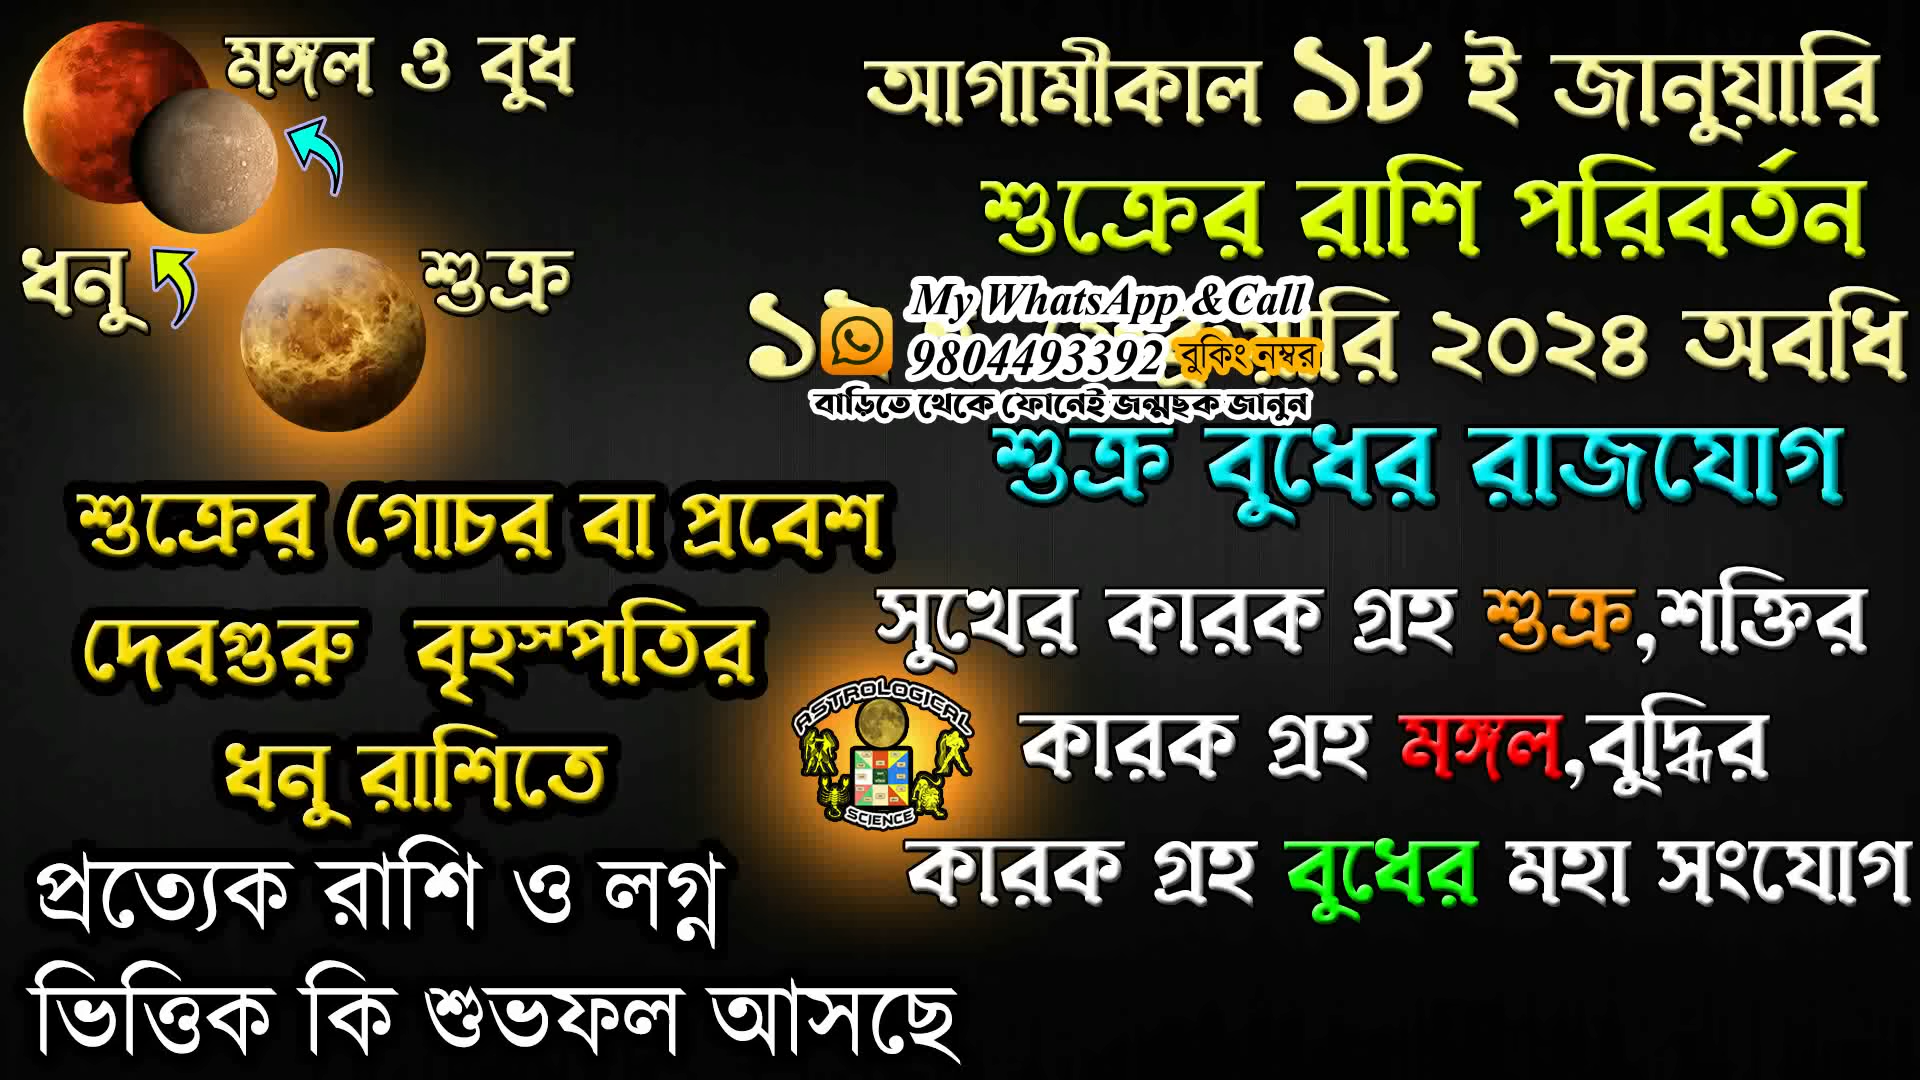 মঙ্গল ও বুধ
ধনু
শুক্র
আগামীকাল ১৮ ই জানুয়ারি
শুক্রের রাশি পরিবর্তন
২০২৪ অবধি
My WhatsApp & Call
9804493392 বুকিং নম্বর
বাড়িতে থেকে ফোনেই জন্মছক জানুন
শুক্র বুধের রাজযোগ
শুক্রের গোচর বা প্রবেশ
দেবগুরু বৃহস্পতির
ধনু রাশিতে
প্রত্যেক রাশি ও লগ্ন
ভিত্তিক কি শুভফল আসছে
সুখের কারক গ্রহ শুক্র,শক্তির
কারক গ্রহ মঙ্গল,বুদ্ধির
কারক গ্রহ বুধের মহা সংযোগ
ASTROLOGICAL
SCIENCE